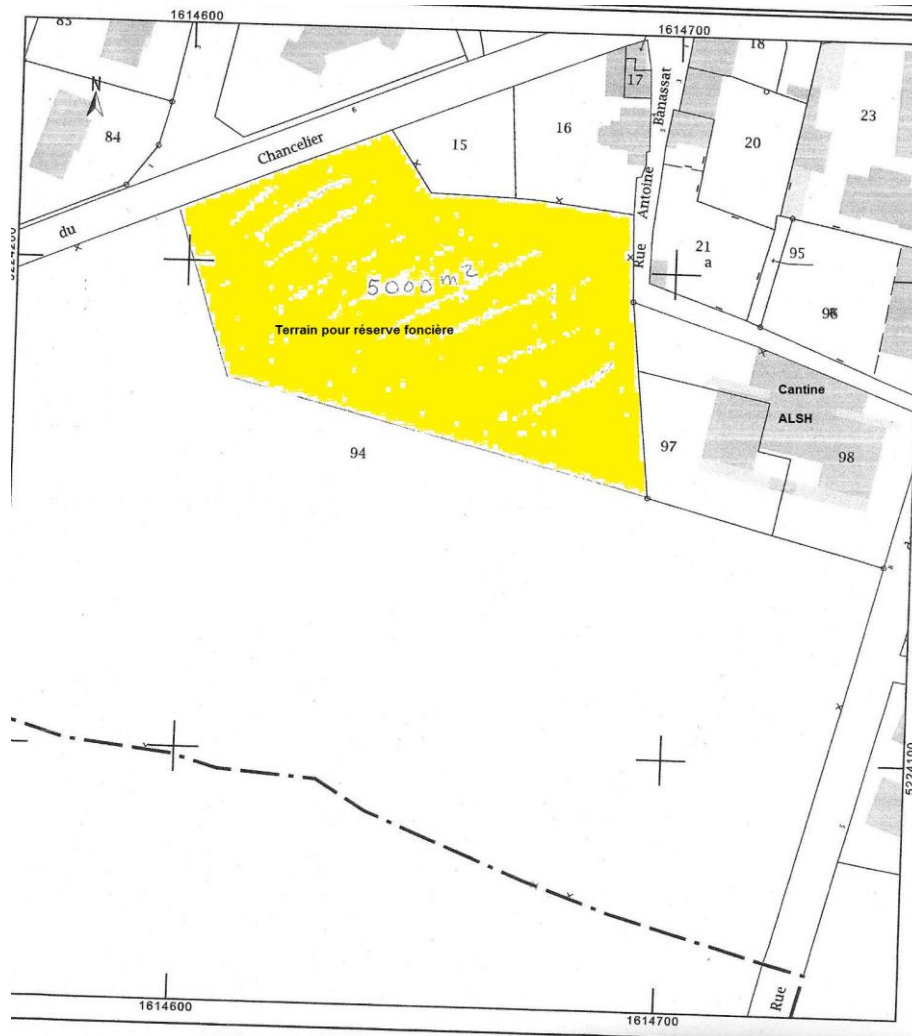 1614600
1614700
83
84
N
du
Chancelier
15
16
17
18
20
23
Rue Antoine Banassat
21
a
95
96
5224200
5000 m²
Terrain pour réserve foncière
94
97
Cantine
ALSH
98
5224100
Rue
1614600
1614700